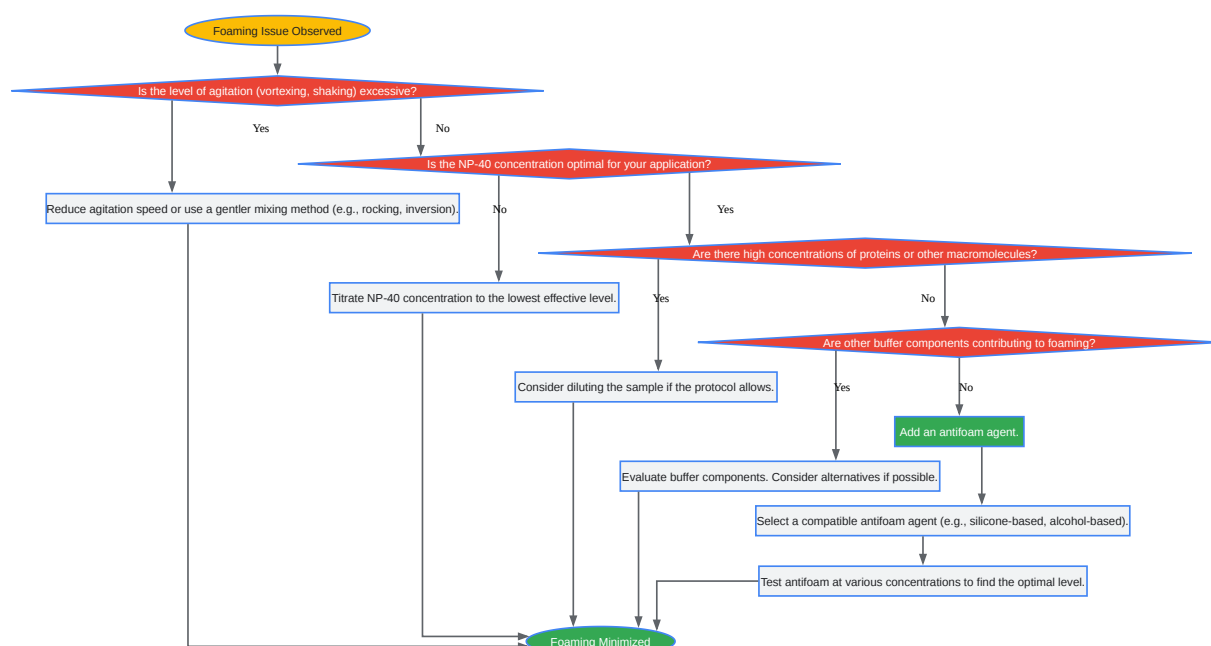 Foaming Issue Observed
Is the level of agitation (vortexing, shaking) excessive?
Yes
No
Is the NP-40 concentration optimal for your application?
Reduce agitation speed or use a gentler mixing method (e.g., rocking, inversion).
No
Yes
Are there high concentrations of proteins or other macromolecules?
Titrate NP-40 concentration to the lowest effective level.
Yes
No
Are other buffer components contributing to foaming?
Consider diluting the sample if the protocol allows.
Yes
No
Add an antifoam agent.
Evaluate buffer components. Consider alternatives if possible.
Select a compatible antifoam agent (e.g., silicone-based, alcohol-based).
Test antifoam at various concentrations to find the optimal level.
Foaming Minimized